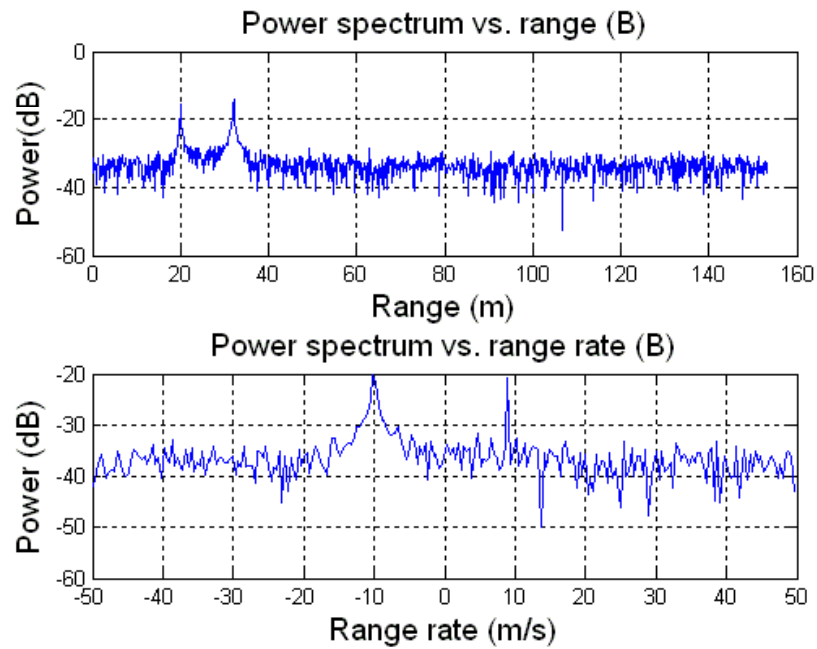 Power spectrum vs. range (B)
Power(dB)
0
-20
-40
-60
0 20 40 60 80 100 120 140 160
Range (m)
Power spectrum vs. range rate (B)
Power (dB)
-20
-30
-40
-50
-60
-50 -40 -30 -20 -10 0 10 20 30 40 50
Range rate (m/s)